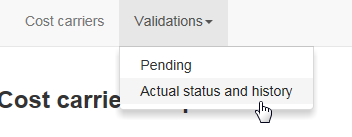 Cost carriers Validations
Pending
Actual status and history
Cost carrie